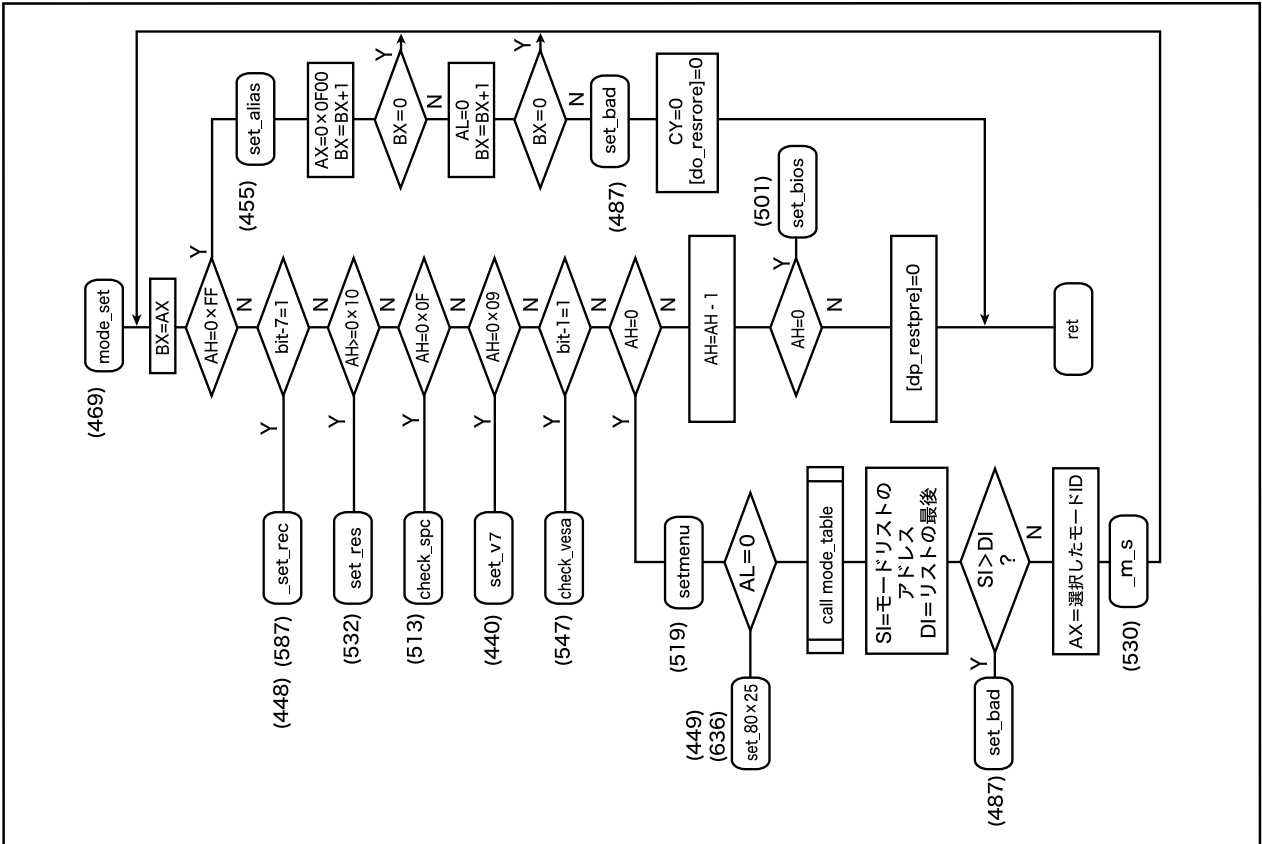 (469)
mode_set
BX=AX
AH=0×FF
Y
N
(455)
set_alias
AX=0×0F00
BX=BX+1
BX=0
Y
N
AL=0
BX=BX+1
BX=0
Y
N
(487)
set_bad
CY=0
[do_resrore]=0
bit-7=1
Y
N
(448) (587)
_set_rec
AH>=0×10
Y
N
(532)
set_res
AH=0×0F
Y
N
(513)
check_spc
AH=0×09
Y
N
(440)
set_v7
bit-1=1
Y
N
(547)
check_vesa
AH=0
Y
N
AH=AH - 1
AH=0
Y
N
(501)
set_bios
[dp_restpre]=0
ret
(519)
setmenu
AL=0
(449)
(636)
set_80×25
call mode_table
SI=モードリストの
アドレス
DI=リストの最後
SI>DI
?
Y
N
(487)
set_bad
AX=選択したモードID
(530)
_m_s